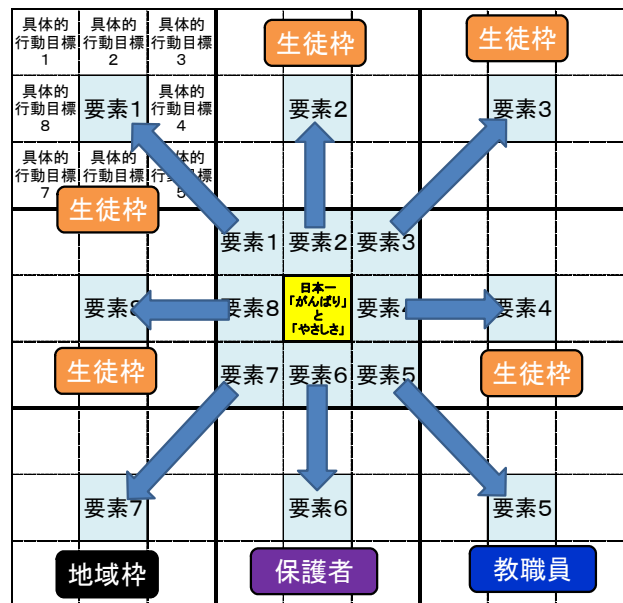 具体的
行動目標
1
具体的
行動目標
2
具体的
行動目標
3
生徒枠
生徒枠
具体的
行動目標
8
要素1
具体的
行動目標
4
要素2
要素3
具体的
行動目標
7
具体的
行動目標
具体的
行動目標
5
生徒枠
要素1
要素2
要素3
要素8
要素8
日本一
「がんばり」
と
「やさしさ」
要素4
要素4
生徒枠
要素7
要素6
要素5
生徒枠
要素7
要素6
要素5
地域枠
保護者
教職員